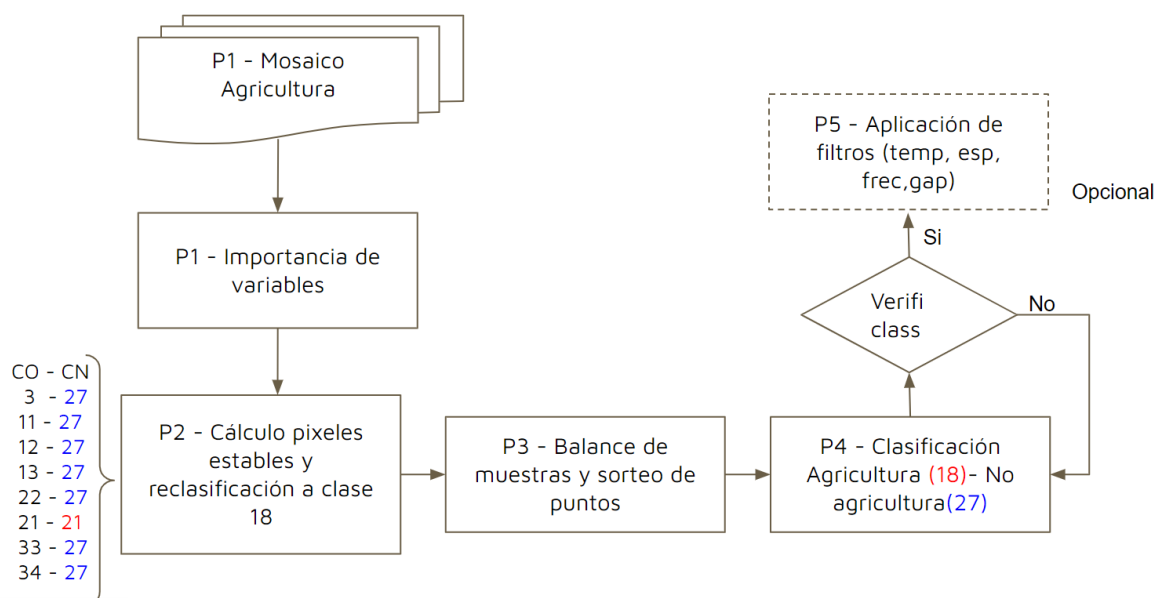 P1 - Mosaico
Agricultura
P1 - Importancia de
variables
CO - CN
3 - 27
11 - 27
12 - 27
13 - 27
22 - 27
21 - 21
33 - 27
34 - 27
P2 - Cálculo pixeles
estables y
reclasificación a clase
18
P3 - Balance de
muestras y sorteo de
puntos
P4 - Clasificación
Agricultura (18)- No
agricultura(27)
Verifi
class
Si
No
P5 - Aplicación de
filtros (temp, esp,
frec,gap)
Opcional